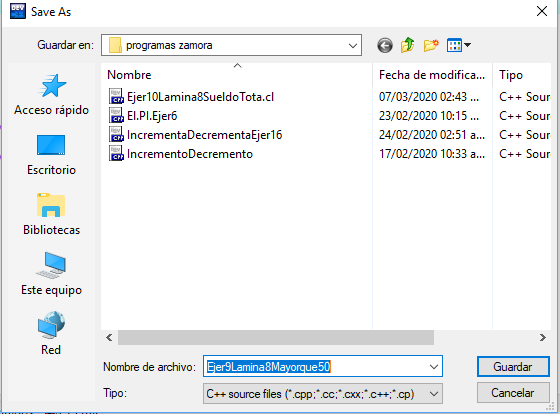 DEV Save As
Guardar en: programas zamora
Nombre Fecha de modifica... Tipo
Ejer10Lamina8SueldoTota.cl 07/03/2020 02:43 ... C++ Sour
EI.PI.Ejer6 23/02/2020 10:15 ... C++ Sour
IncrementaDecrementaEjer16 24/02/2020 02:51 a... C++ Sour
IncrementoDecremento 17/02/2020 10:33 a... C++ Sour
Acceso rápido
Escritorio
Bibliotecas
Este equipo
Red
Nombre de archivo: Ejer9Lamina8Mayorque50 Guardar
Tipo: C++ source files (*.cpp;*.cc;*.cxx;*.c++;*.cp) Cancelar